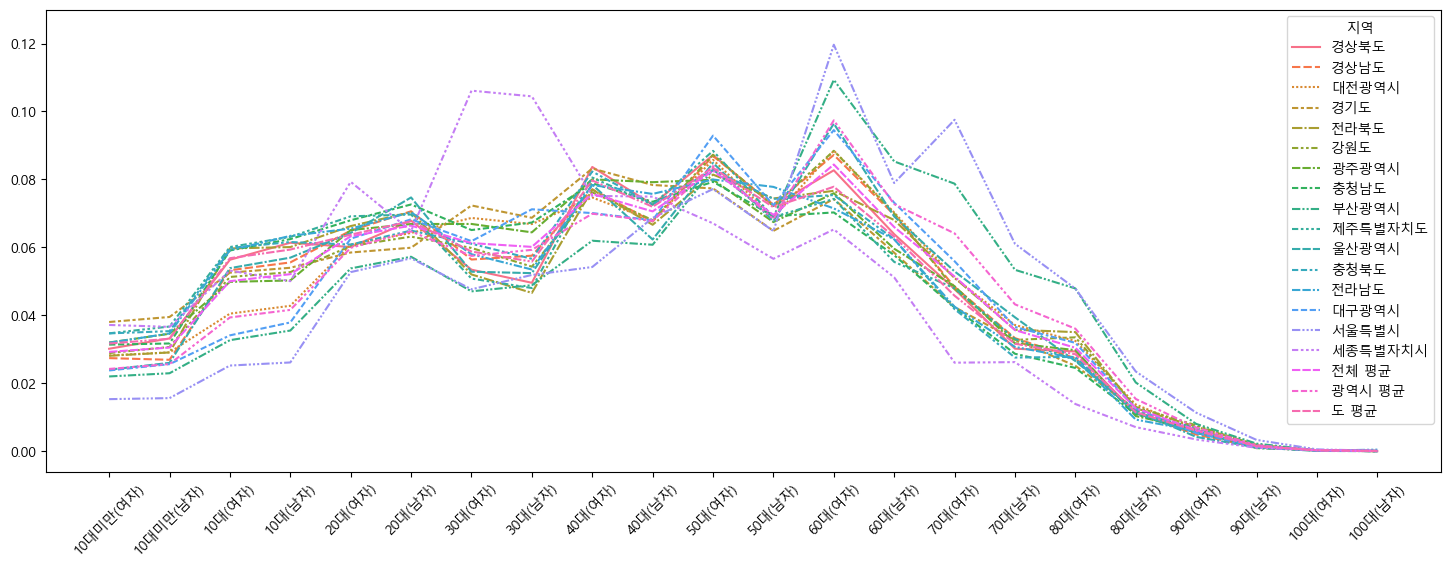 0.12
0.10
0.08
0.06
0.04
0.02
0.00
지역
경상북도
경상남도
대전광역시
경기도
전라북도
강원도
광주광역시
충청남도
부산광역시
제주특별자치도
울산광역시
충청북도
전라남도
대구광역시
서울특별시
세종특별자치시
전체 평균
광역시 평균
도 평균
10대미만(여자)
10대미만(남자)
10대(여자)
10대(남자)
20대(여자)
20대(남자)
30대(여자)
30대(남자)
40대(여자)
40대(남자)
50대(여자)
50대(남자)
60대(여자)
60대(남자)
70대(여자)
70대(남자)
80대(여자)
80대(남자)
90대(여자)
90대(남자)
100대(여자)
100대(남자)